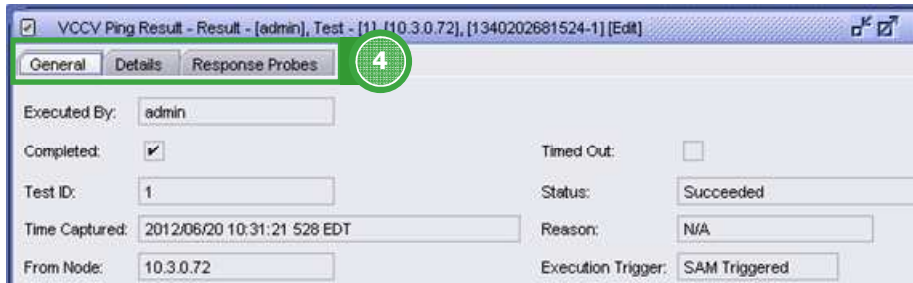 VCCV Ping Result - Result - [admin], Test - [1], [10.3.0.72], [1340202681524-1] [Edit]
General Details Response Probes 4
Executed By: admin
Completed: Timed Out:
Test ID: 1 Status: Succeeded
Time Captured: 2012/06/20 10:31:21 528 EDT Reason: N/A
From Node: 10.3.0.72 Execution Trigger: SAM Triggered